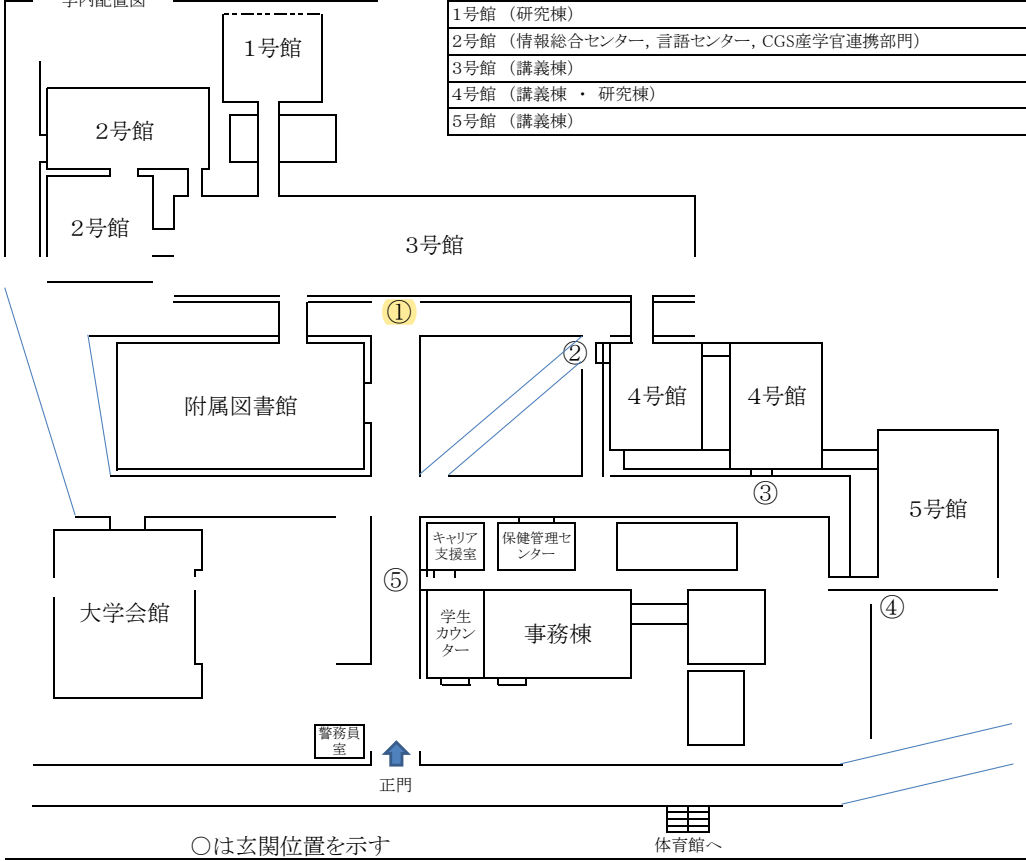 学内配置図
1号館 （研究棟）
2号館 （情報総合センター, 言語センター, CGS産学官連携部門）
3号館 （講義棟）
4号館 （講義棟 ・ 研究棟）
5号館 （講義棟）
1号館
2号館
2号館
3号館
①
②
附属図書館
4号館
4号館
③
5号館
キャリア
支援室
保健管理セ
ンター
⑤
④
大学会館
学生
カウン
ター
事務棟
警務員
室
正門
○は玄関位置を示す
体育館へ